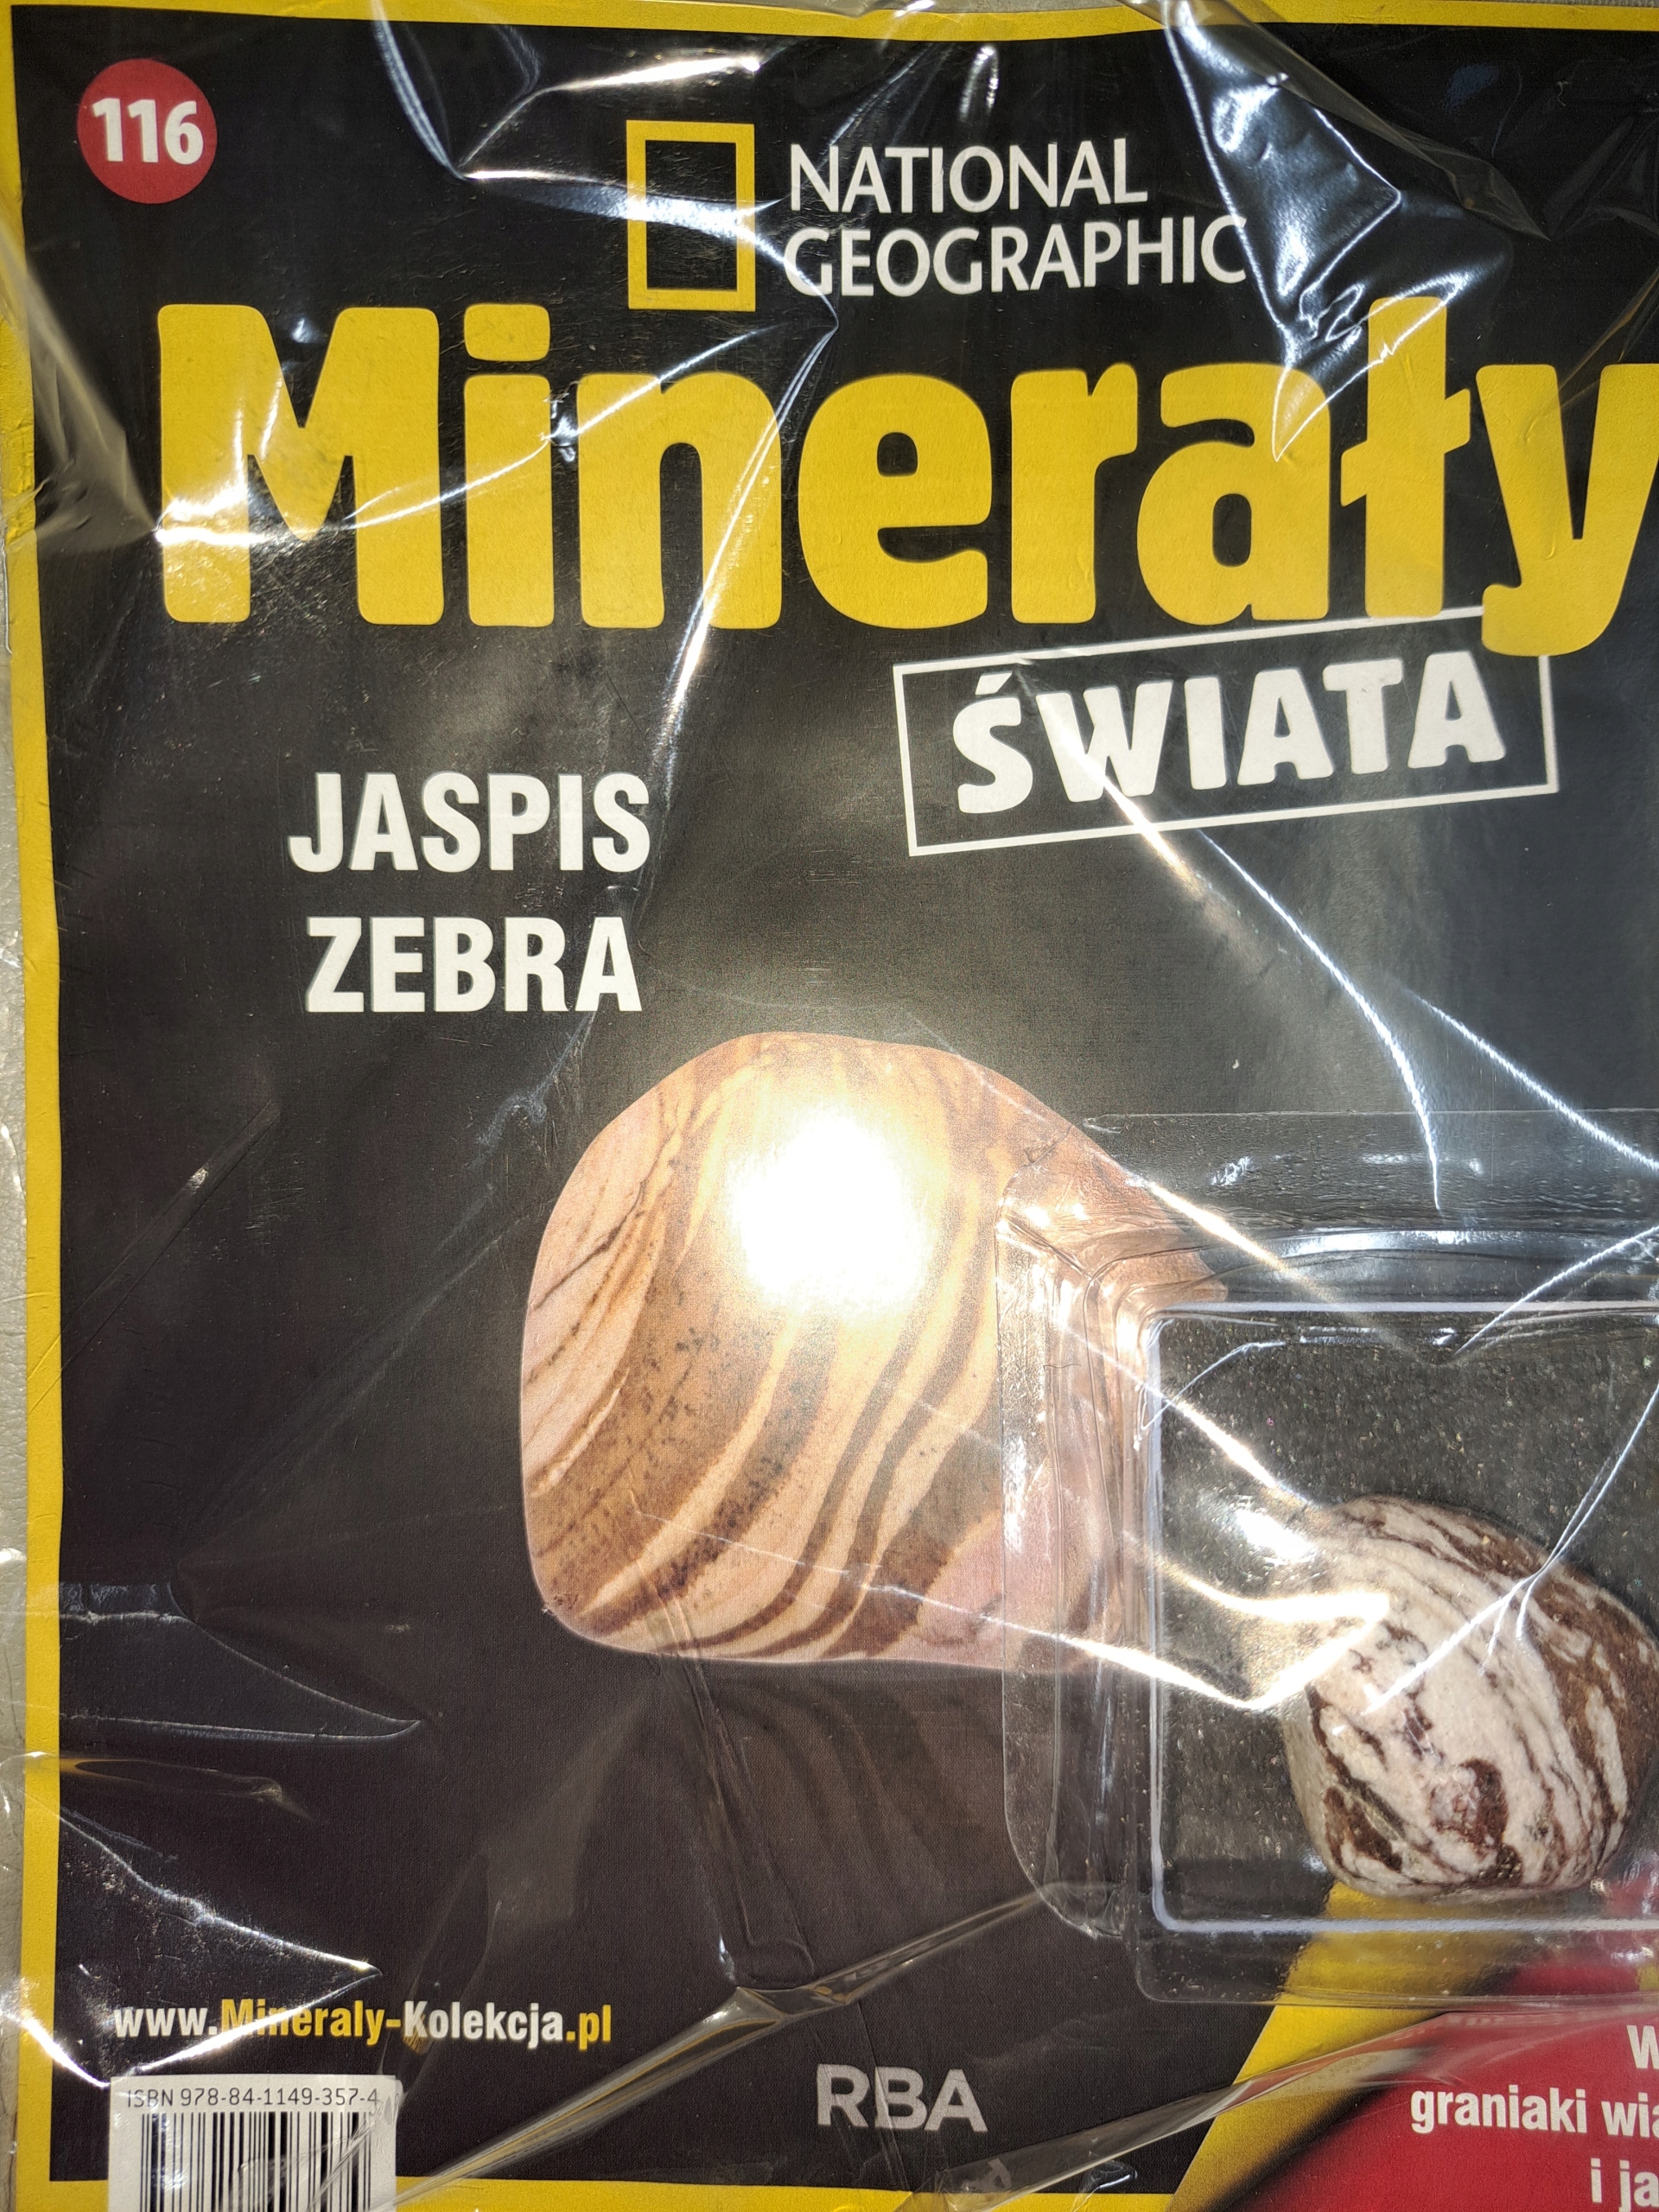 116
NATIONAL
GEOGRAPHIC
Minerały
ŚWIATA
JASPIS
ZEBRA
www.Mineraly-Kolekcja.pl
ISBN 978-84-1149-357-4
RBA
graniaki
i